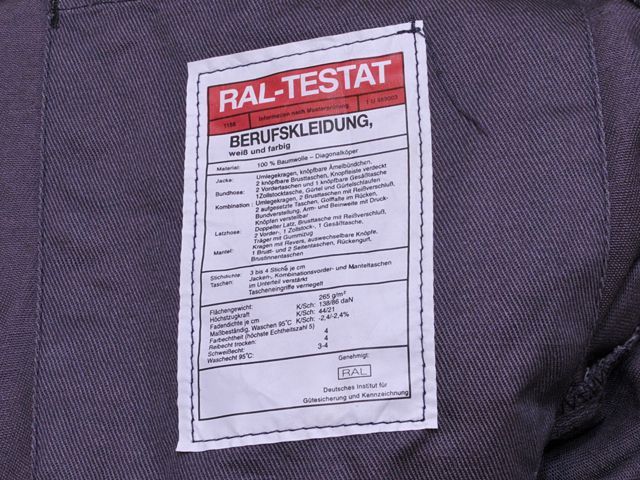 RAL-TESTAT
1156 Informationen nach Musterprüfung 1 U 953003
BERUFSKLEIDUNG,
weiß und farbig
Material: 100 % Baumwolle – Diagonalköper
Jacke: Umlegekragen, knöpfbare Ärmelbündchen,
2 knöpfbare Brusttaschen, Knopfleiste verdeckt
Bundhose: 2 Vordertaschen und 1 knöpfbare Gesäßtasche
1 Zollstocktasche, Gürtel und Gürtelschlaufen
Kombination: Umlegekragen, 2 Brusttaschen mit Reißverschluß,
2 aufgesetzte Taschen, Golffalte im Rücken,
Bundverstellung, Arm- und Beinweite mit Druck-
Knöpfen verstellbar
Latzhose: Doppelter Latz, Brusttasche mit Reißverschluß,
2 Vorder-, 1 Zollstock-, 1 Gesäßtasche,
Träger mit Gummizug
Mantel: Kragen mit Revers, auswechselbare Knöpfe,
1 Brust- und 2 Seitentaschen, Rückengurt,
Brustinnentaschen
Stichdichte: 3 bis 4 Stiche je cm
Taschen: Jacken-, Kombinationsvorder- und Manteltaschen
im Unterteil verstärkt
Tascheneingriffe verriegelt
Flächengewicht: 265 g/m²
Höchstzugkraft K/Sch: 138/86 daN
Fadendichte je cm K/Sch: 44/21
Maßbeständig, Waschen 95°C K/Sch: -2,4/-2,4%
Farbechtheit (höchste Echtheitszahl 5)
Reibecht trocken: 4
Schweißecht: 4
Waschecht 95°C: 3-4
Genehmigt:
RAL
Deutsches Institut für
Gütesicherung und Kennzeichnung